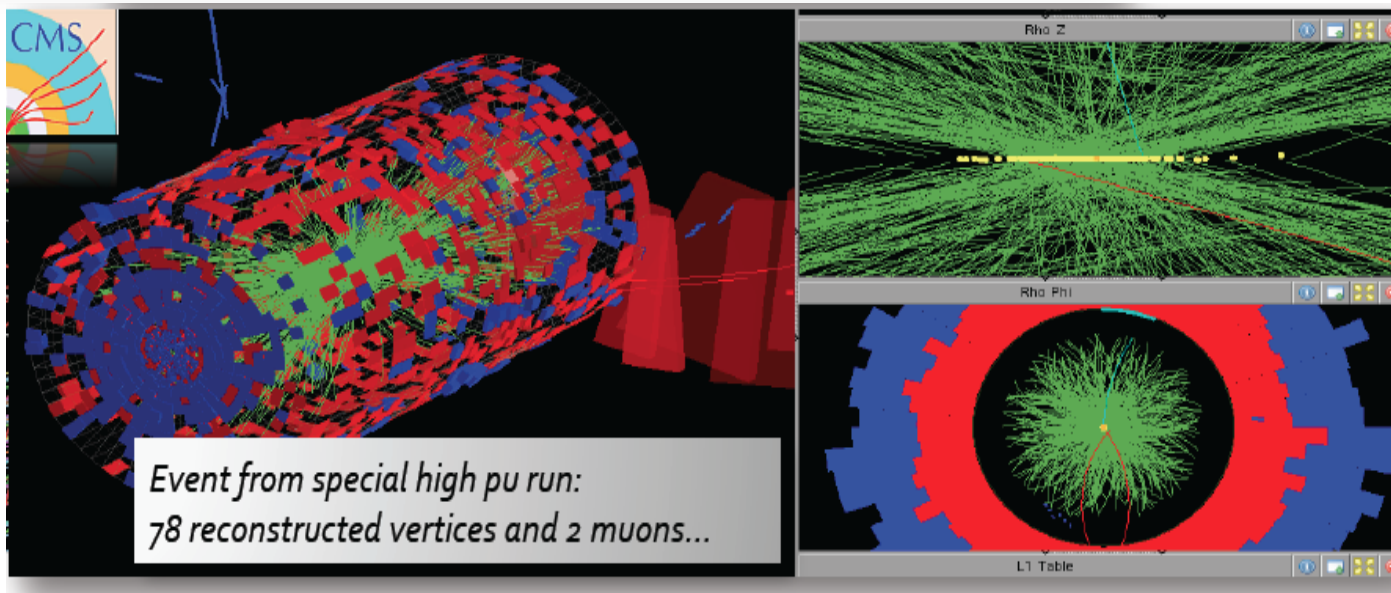 CMS
Rho Z
Rho Phi
Event from special high pu run:
78 reconstructed vertices and 2 muons...
L1 Table